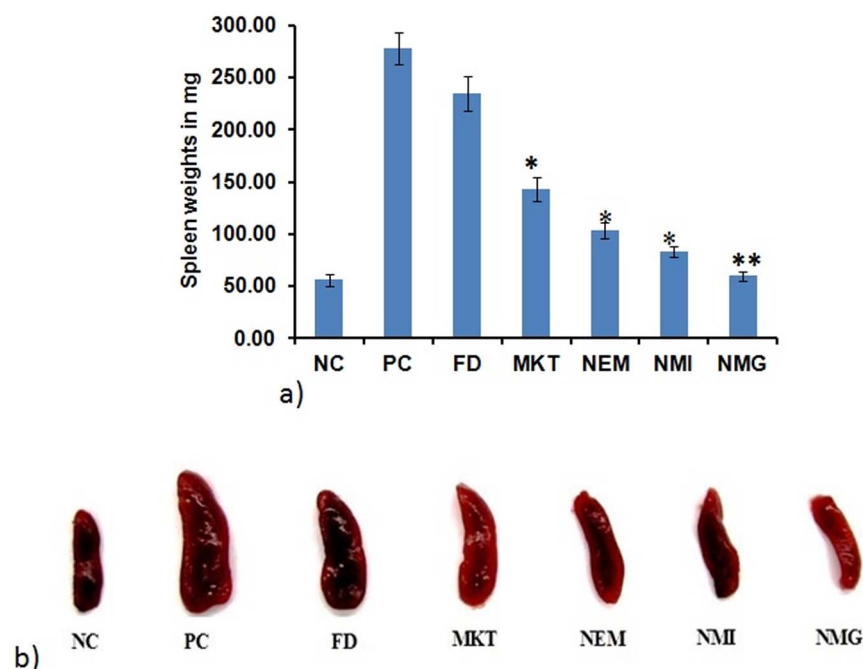 Spleen weights in mg
300.00
250.00
200.00
150.00
100.00
50.00
0.00
*
*
*
**
NC PC FD MKT NEM NMI NMG
a)
NC PC FD MKT NEM NMI NMG
b)